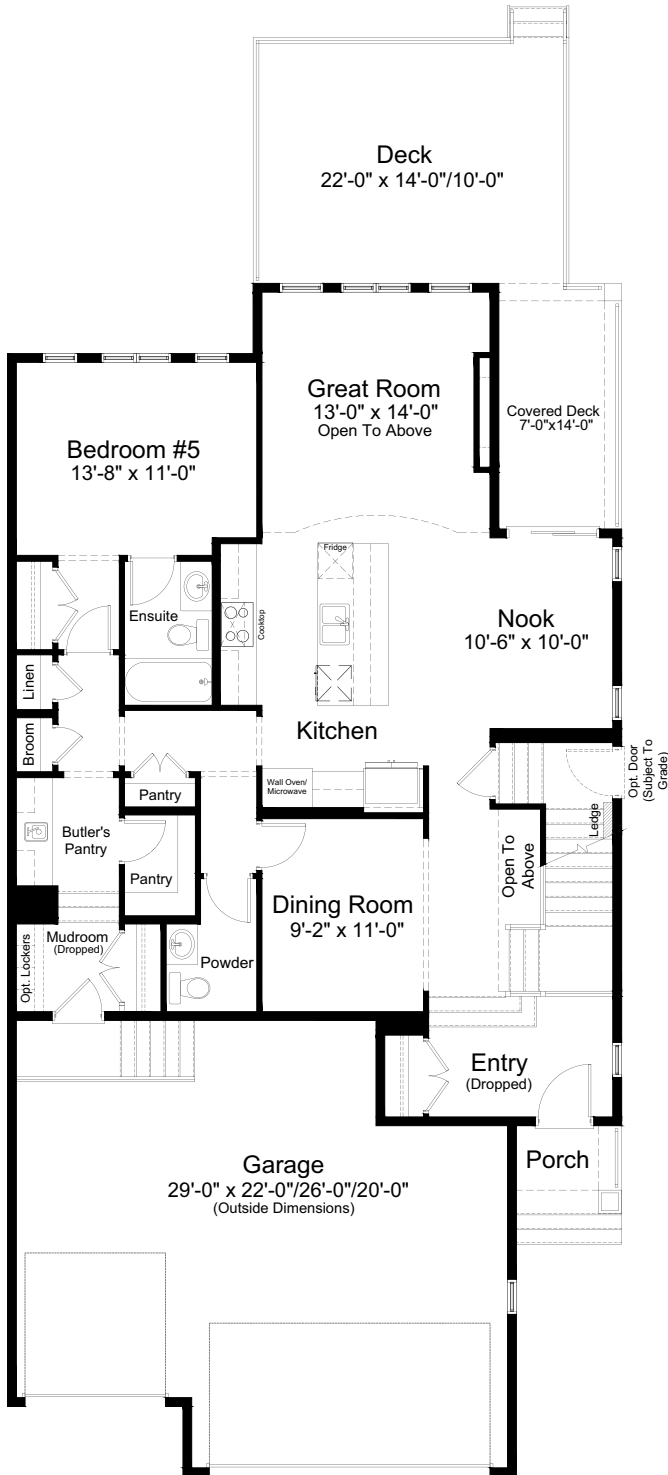 Deck
22'-0" x 14'-0"/10'-0"
Great Room
13'-0" x 14'-0"
Open To Above
Covered Deck
7'-0"x14'-0"
Bedroom #5
13'-8" x 11'-0"
Fridge
Ensuite
Cooktop
Nook
10'-6" x 10'-0"
Linen
Broom
Kitchen
Opt. Door
(Subject To
Grade)
Pantry
Wall Oven/
Microwave
Ledge
Butler's
Pantry
Pantry
Open To
Above
Dining Room
9'-2" x 11'-0"
Opt. Lockers
Mudroom
(Dropped)
Powder
Entry
(Dropped)
Porch
Garage
29'-0" x 22'-0/26'-0"/20'-0"
(Outside Dimensions)